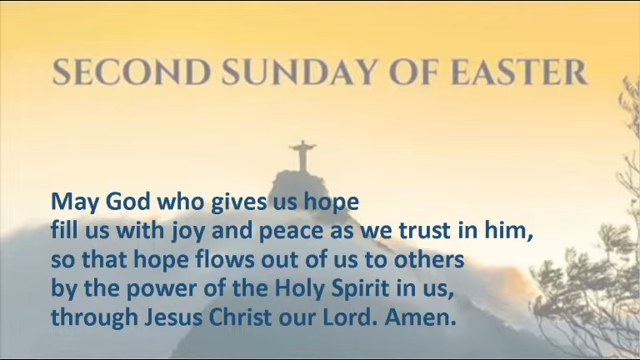 SECOND SUNDAY OF EASTER
May God who gives us hope
fill us with joy and peace as we trust in him,
so that hope flows out of us to others
by the power of the Holy Spirit in us,
through Jesus Christ our Lord. Amen.